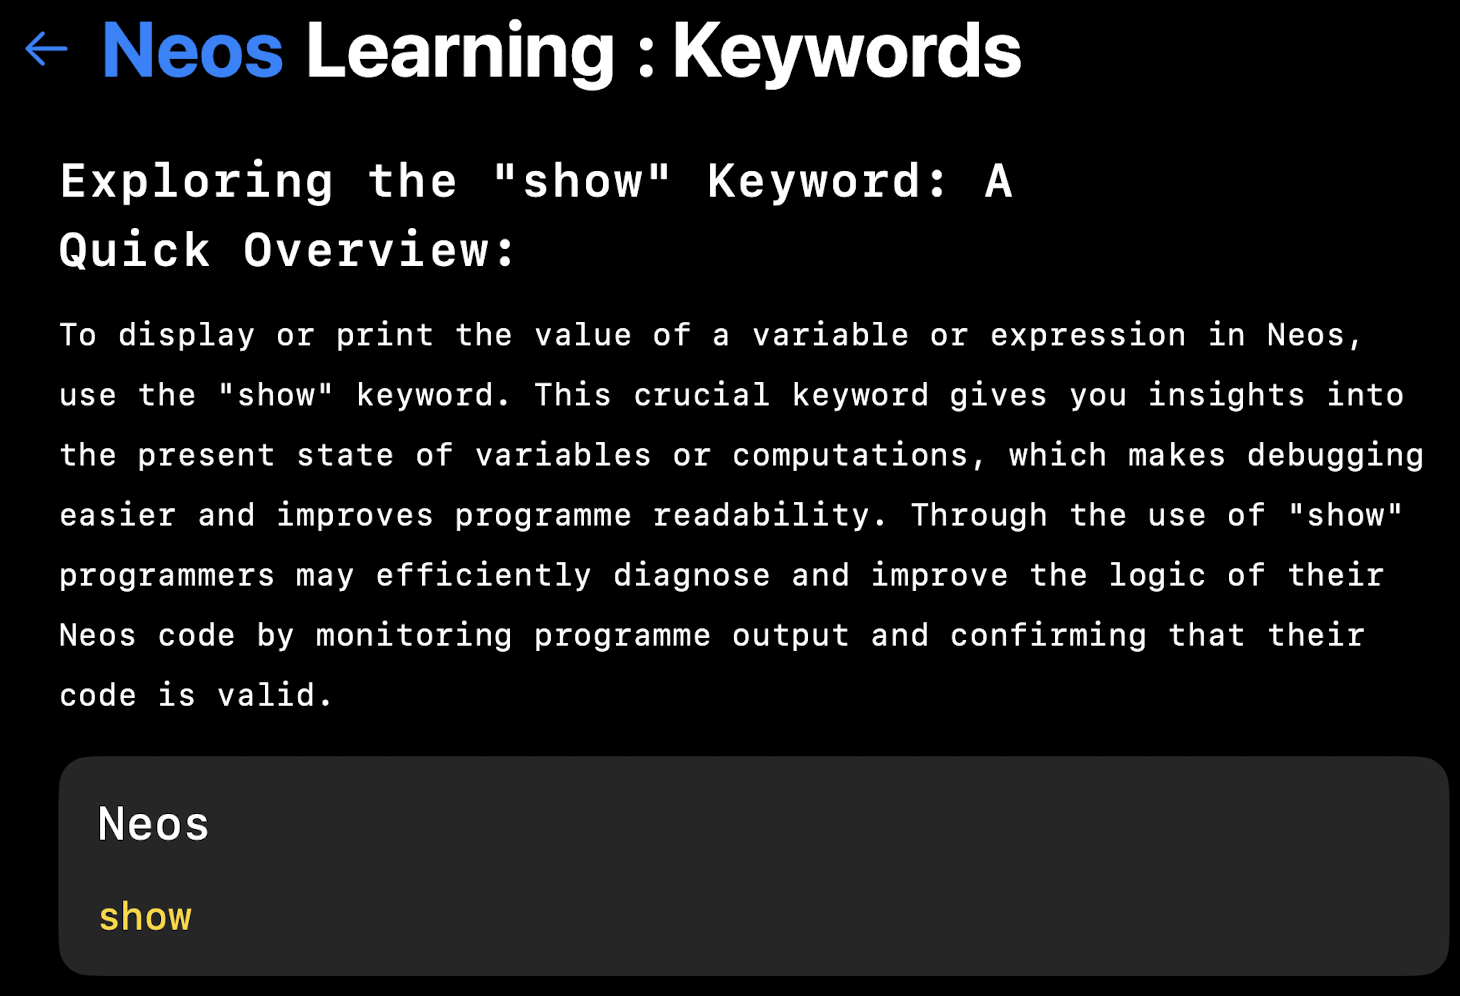 ← Neos Learning : Keywords
Exploring the "show" Keyword: A
Quick Overview:
To display or print the value of a variable or expression in Neos,
use the "show" keyword. This crucial keyword gives you insights into
the present state of variables or computations, which makes debugging
easier and improves programme readability. Through the use of "show"
programmers may efficiently diagnose and improve the logic of their
Neos code by monitoring programme output and confirming that their
code is valid.
Neos
show